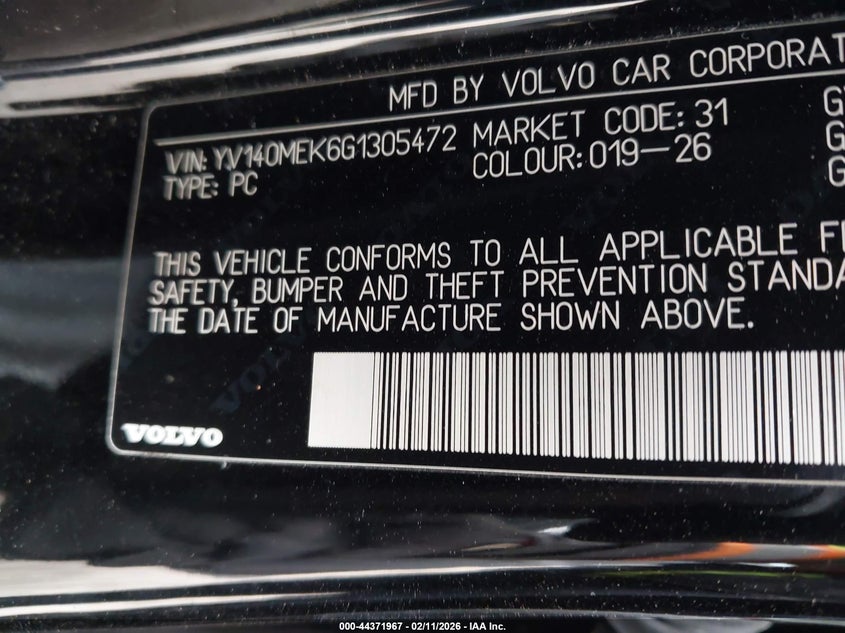 MFD BY VOLVO CAR CORPORAT
VIN: YV140MEK6G1305472 MARKET CODE: 31
TYPE: PC COLOUR: 019-26
THIS VEHICLE CONFORMS TO ALL APPLICABLE F
SAFETY, BUMPER AND THEFT PREVENTION STANDA
THE DATE OF MANUFACTURE SHOWN ABOVE.
VOLVO
000-44371967 - 02/11/2026 - IAA Inc.